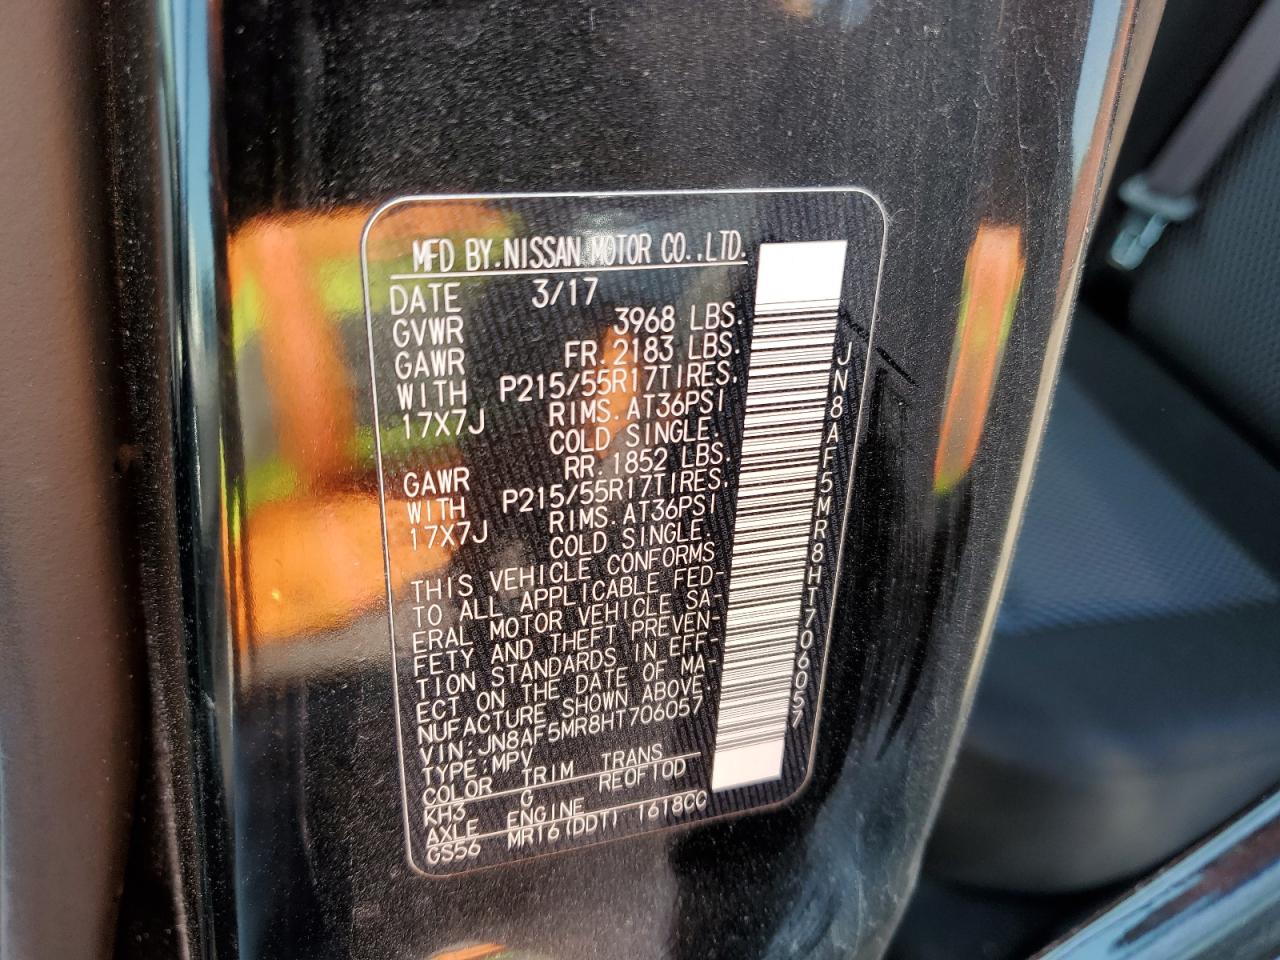 MFD BY.NISSAN MOTOR CO.,LTD.
DATE 3/17
GVWR 3968 LBS.
GAWR FR.2183 LBS.
WITH P215/55R17TIRES.
17X7J RIMS.AT36PSI
COLD SINGLE.
GAWR RR.1852 LBS.
WITH P215/55R17TIRES.
17X7J RIMS.AT36PSI
COLD SINGLE.
THIS VEHICLE CONFORMS
TO ALL APPLICABLE FED-
ERAL MOTOR VEHICLE SA-
FETY AND THEFT PREVEN-
TION STANDARDS IN EFF-
ECT ON THE DATE OF MA-
NUFACTURE SHOWN ABOVE.
VIN:JN8AF5MR8HT706057
TYPE:MPV
COLOR TRIM TRANS
KH3 C REOF10D
AXLE ENGINE
GS56 MR16(DDT) 1618CC
JN8AF5MR8HT706057